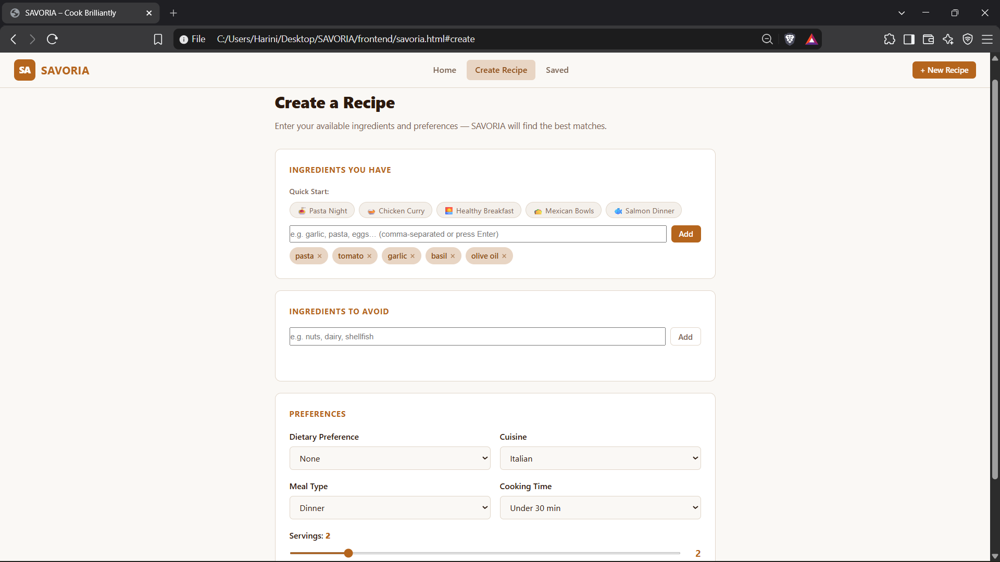 SAVORIA – Cook Brilliantly
File C:/Users/Harini/Desktop/SAVORIA/frontend/savoria.html#create
SA SAVORIA Home Create Recipe Saved + New Recipe
Create a Recipe
Enter your available ingredients and preferences — SAVORIA will find the best matches.
INGREDIENTS YOU HAVE
Quick Start:
Pasta Night Chicken Curry Healthy Breakfast Mexican Bowls Salmon Dinner
e.g. garlic, pasta, eggs... (comma-separated or press Enter) Add
pasta × tomato × garlic × basil × olive oil ×
INGREDIENTS TO AVOID
e.g. nuts, dairy, shellfish Add
PREFERENCES
Dietary Preference Cuisine
None Italian
Meal Type Cooking Time
Dinner Under 30 min
Servings: 2
2